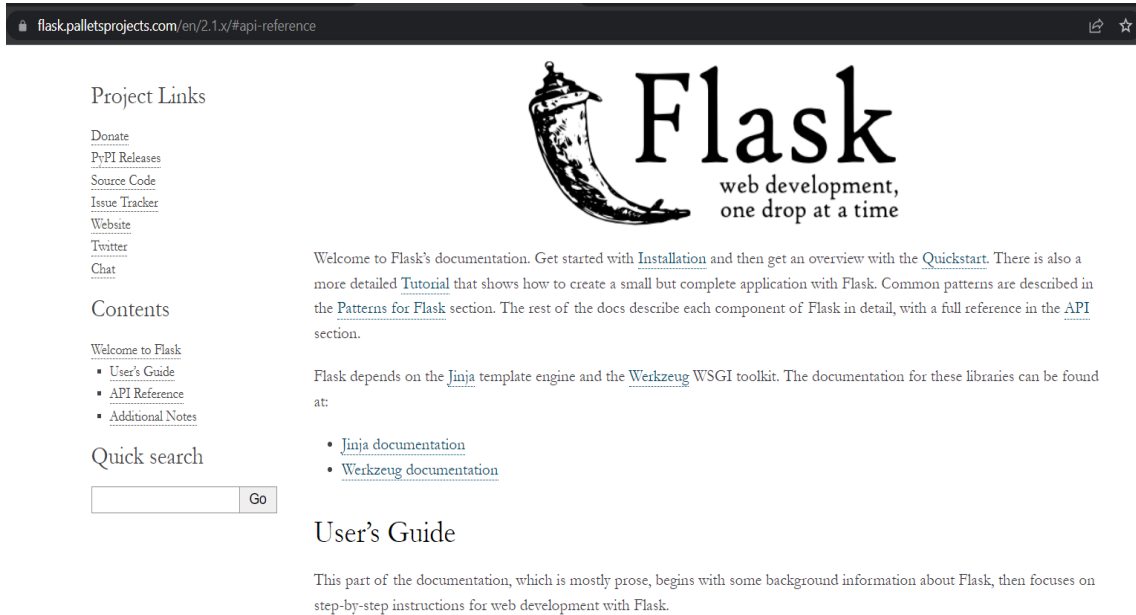 flask.palletsprojects.com/en/2.1.x/#api-reference
Project Links
Donate
PyPI Releases
Source Code
Issue Tracker
Website
Twitter
Chat
Contents
Welcome to Flask
User's Guide
API Reference
Additional Notes
Quick search
Go
Flask
web development,
one drop at a time
Welcome to Flask's documentation. Get started with Installation and then get an overview with the Quickstart. There is also a
more detailed Tutorial that shows how to create a small but complete application with Flask. Common patterns are described in
the Patterns for Flask section. The rest of the docs describe each component of Flask in detail, with a full reference in the API
section.
Flask depends on the Jinja template engine and the Werkzeug WSGI toolkit. The documentation for these libraries can be found
at:
Jinja documentation
Werkzeug documentation
User's Guide
This part of the documentation, which is mostly prose, begins with some background information about Flask, then focuses on
step-by-step instructions for web development with Flask.